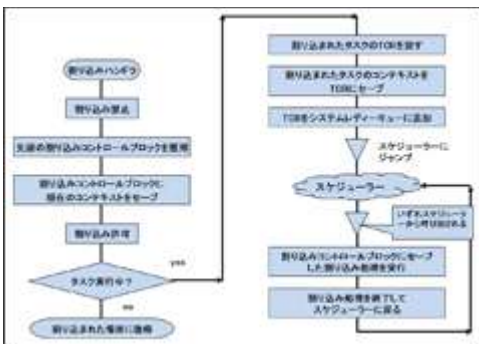 割り込みハンドラ
割り込み禁止
先頭の割り込みコントロールブロックを獲得
割り込みコントロールブロックに
現在のコンテキストをセーブ
割り込み許可
タスク実行中?
yes
no
割り込まれた場所に復帰
割り込まれたタスクのTCBを探す
割り込まれたタスクのコンテキストを
TCBにセーブ
TCBをシステムレディーキューに追加
スケジューラーに
ジャンプ
スケジューラー
いずれスケジューラ
ーから呼び出される
割り込みコントロールブロックにセーブ
した割り込み処理を実行
割り込み処理を終了して
スケジューラーに戻る